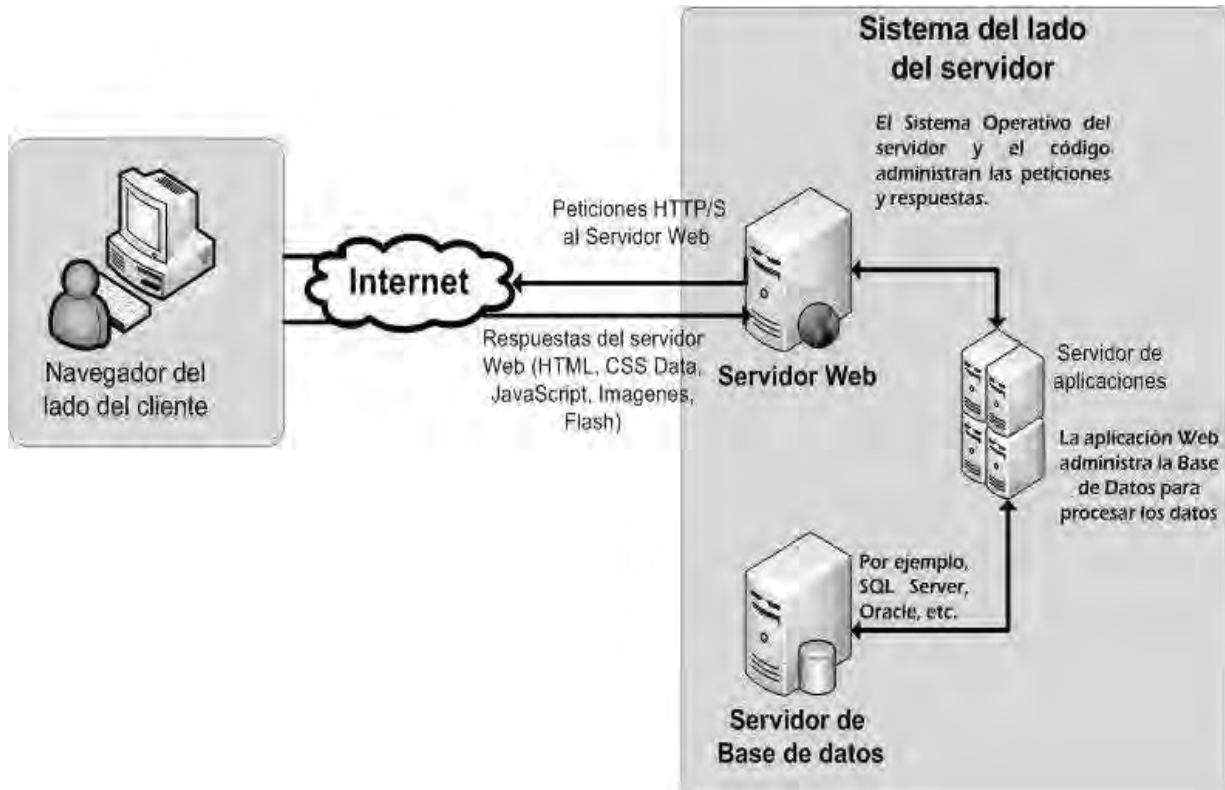 Sistema del lado
del servidor
El Sistema Operativo del
servidor y el código
administran las peticiones
y respuestas.
Peticiones HTTP/S
al Servidor Web
Internet
Respuestas del servidor
Web (HTML, CSS Data,
JavaScript, Imagenes,
Flash)
Navegador del
lado del cliente
Servidor Web
Servidor de
aplicaciones
La aplicación Web
administra la Base
de Datos para
procesar los datos
Por ejemplo,
SQL Server,
Oracle, etc.
Servidor de
Base de datos